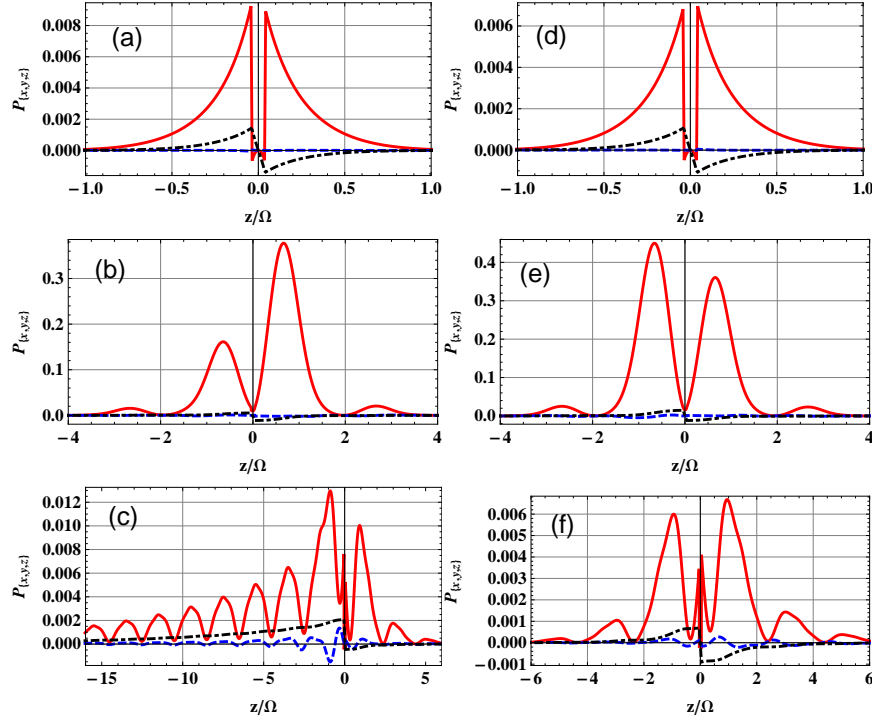 (a)
P{x,y,z}
0.008
0.006
0.004
0.002
0.000
−1.0 −0.5 0.0 0.5 1.0
z/Ω
(d)
P{x,y,z}
0.006
0.004
0.002
0.000
−1.0 −0.5 0.0 0.5 1.0
z/Ω
(b)
P{x,y,z}
0.3
0.2
0.1
0.0
−4 −2 0 2 4
z/Ω
(e)
P{x,y,z}
0.4
0.3
0.2
0.1
0.0
−4 −2 0 2 4
z/Ω
(c)
P{x,y,z}
0.012
0.010
0.008
0.006
0.004
0.002
0.000
−15 −10 −5 0 5
z/Ω
(f)
P{x,y,z}
0.006
0.005
0.004
0.003
0.002
0.001
0.000
−0.001
−6 −4 −2 0 2 4 6
z/Ω